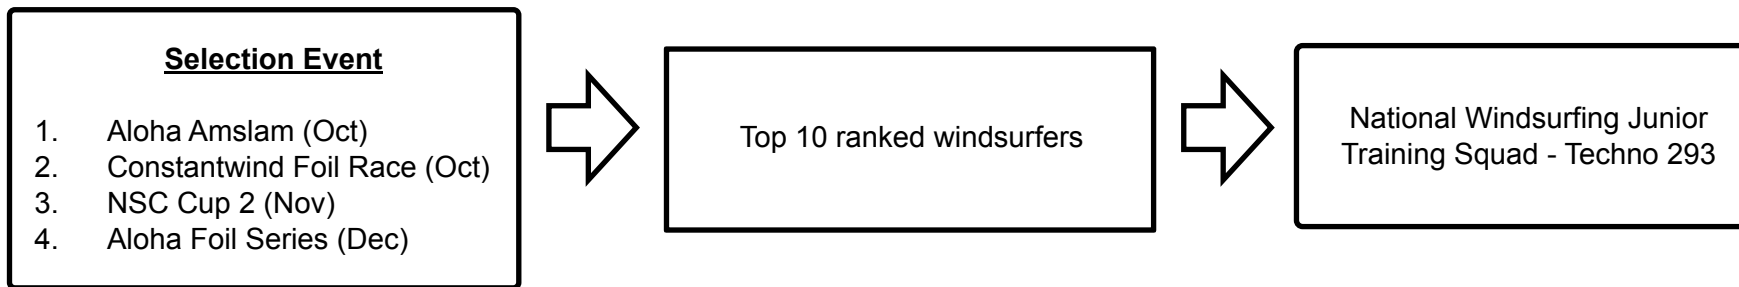 Selection Event
1. Aloha Amslam (Oct)
2. Constantwind Foil Race (Oct)
3. NSC Cup 2 (Nov)
4. Aloha Foil Series (Dec)
Top 10 ranked windsurfers
National Windsurfing Junior
Training Squad - Techno 293